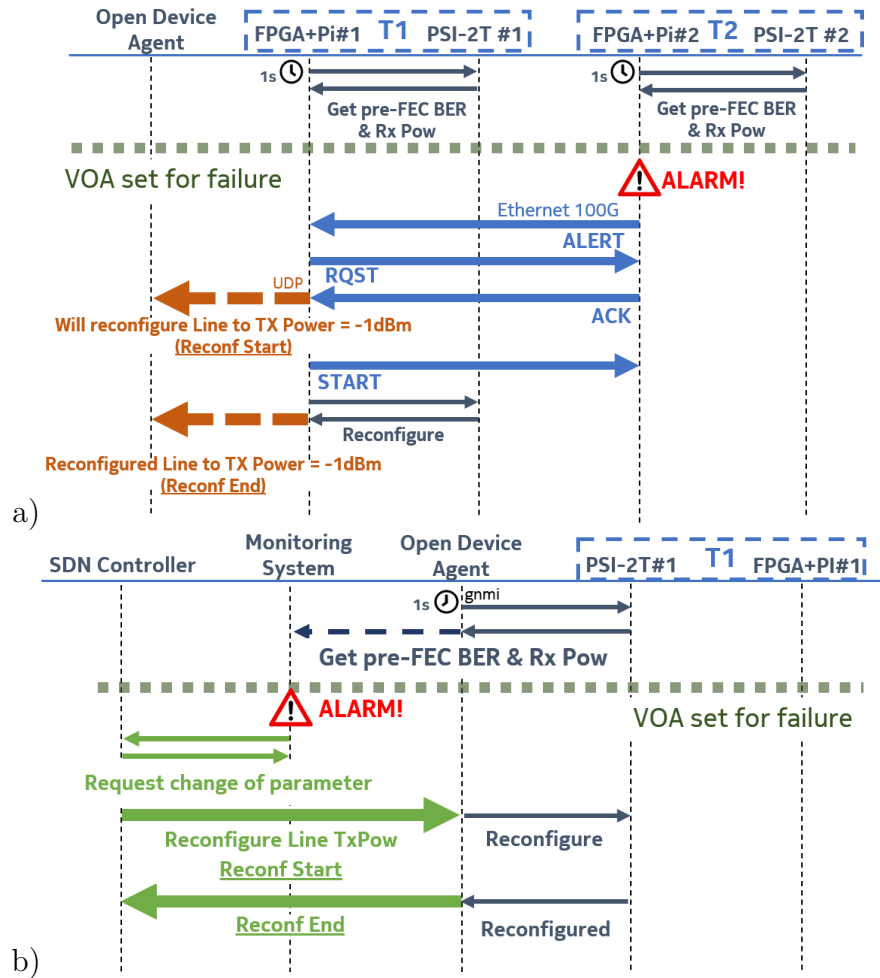 Open Device
Agent
FPGA+Pi#1 T1 PSI-2T #1
FPGA+Pi#2 T2 PSI-2T #2
1s
1s
Get pre-FEC BER
& Rx Pow
Get pre-FEC BER
& Rx Pow
VOA set for failure
ALARM!
Ethernet 100G
ALERT
RQST
UDP
ACK
Will reconfigure Line to TX Power = -1dBm
(Reconf Start)
START
Reconfigure
Reconfigured Line to TX Power = -1dBm
(Reconf End)
a)
SDN Controller
Monitoring
System
Open Device
Agent
PSI-2T#1 T1 FPGA+PI#1
1s
gnmi
Get pre-FEC BER & Rx Pow
ALARM!
VOA set for failure
Request change of parameter
Reconfigure Line TxPow
Reconf Start
Reconfigure
Reconf End
Reconfigured
b)